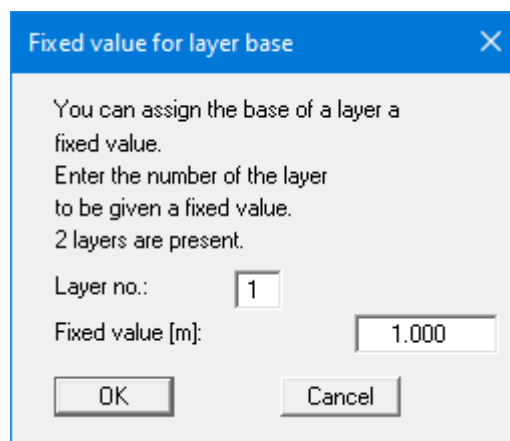 Fixed value for layer base
You can assign the base of a layer a
fixed value.
Enter the number of the layer
to be given a fixed value.
2 layers are present.
Layer no.: 1
Fixed value [m]: 1.000
OK Cancel